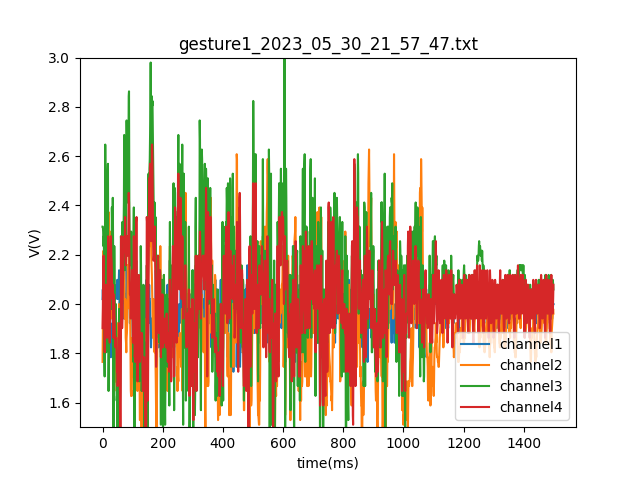 gesture1_2023_05_30_21_57_47.txt
3.0
2.8
2.6
2.4
2.2
2.0
1.8
1.6
V(V)
channel1
channel2
channel3
channel4
0 200 400 600 800 1000 1200 1400
time(ms)